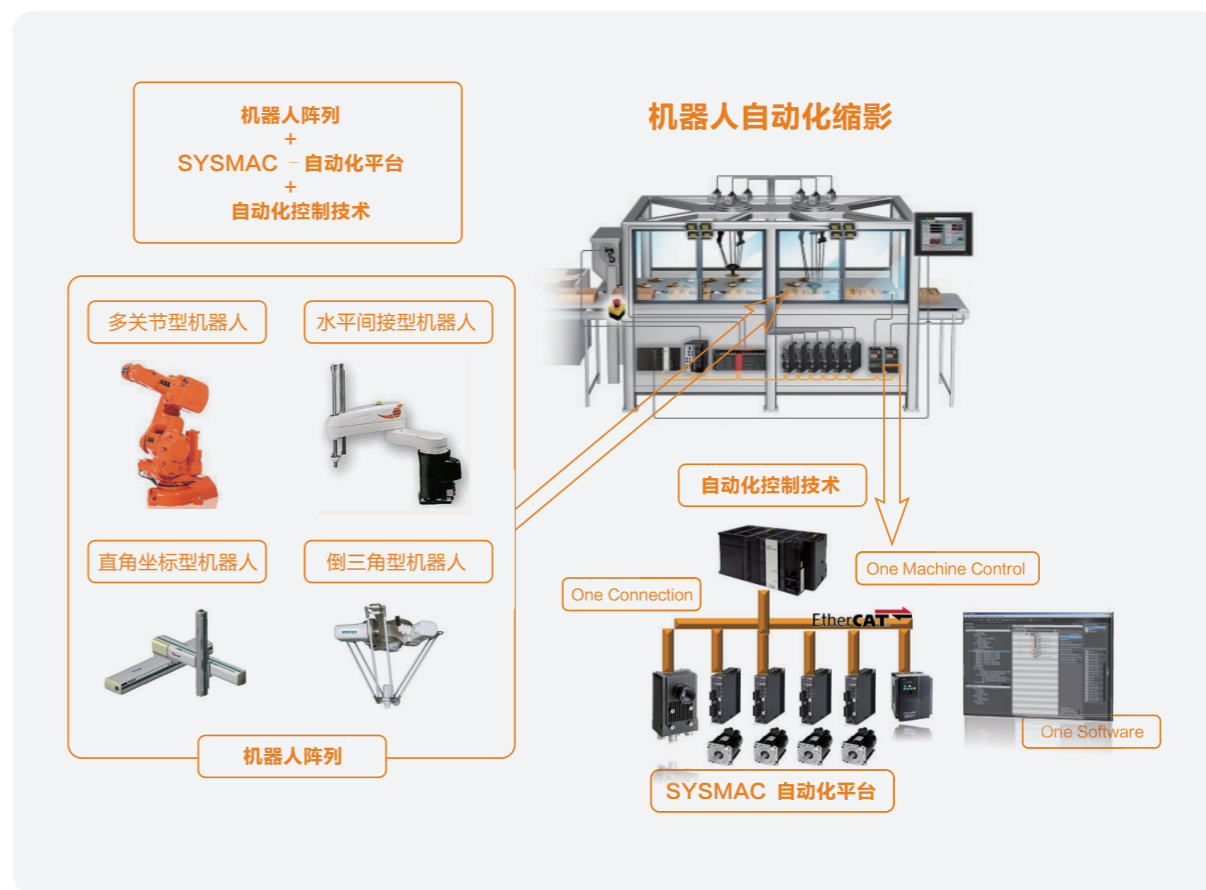 机器人阵列
+
SYSMAC – 自动化平台
+
自动化控制技术
机器人自动化缩影
多关节型机器人
水平间接型机器人
ABB
直角坐标型机器人
倒三角型机器人
OMRON
机器人阵列
自动化控制技术
One Connection
One Machine Control
EtherCAT
One Software
SYSMAC 自动化平台